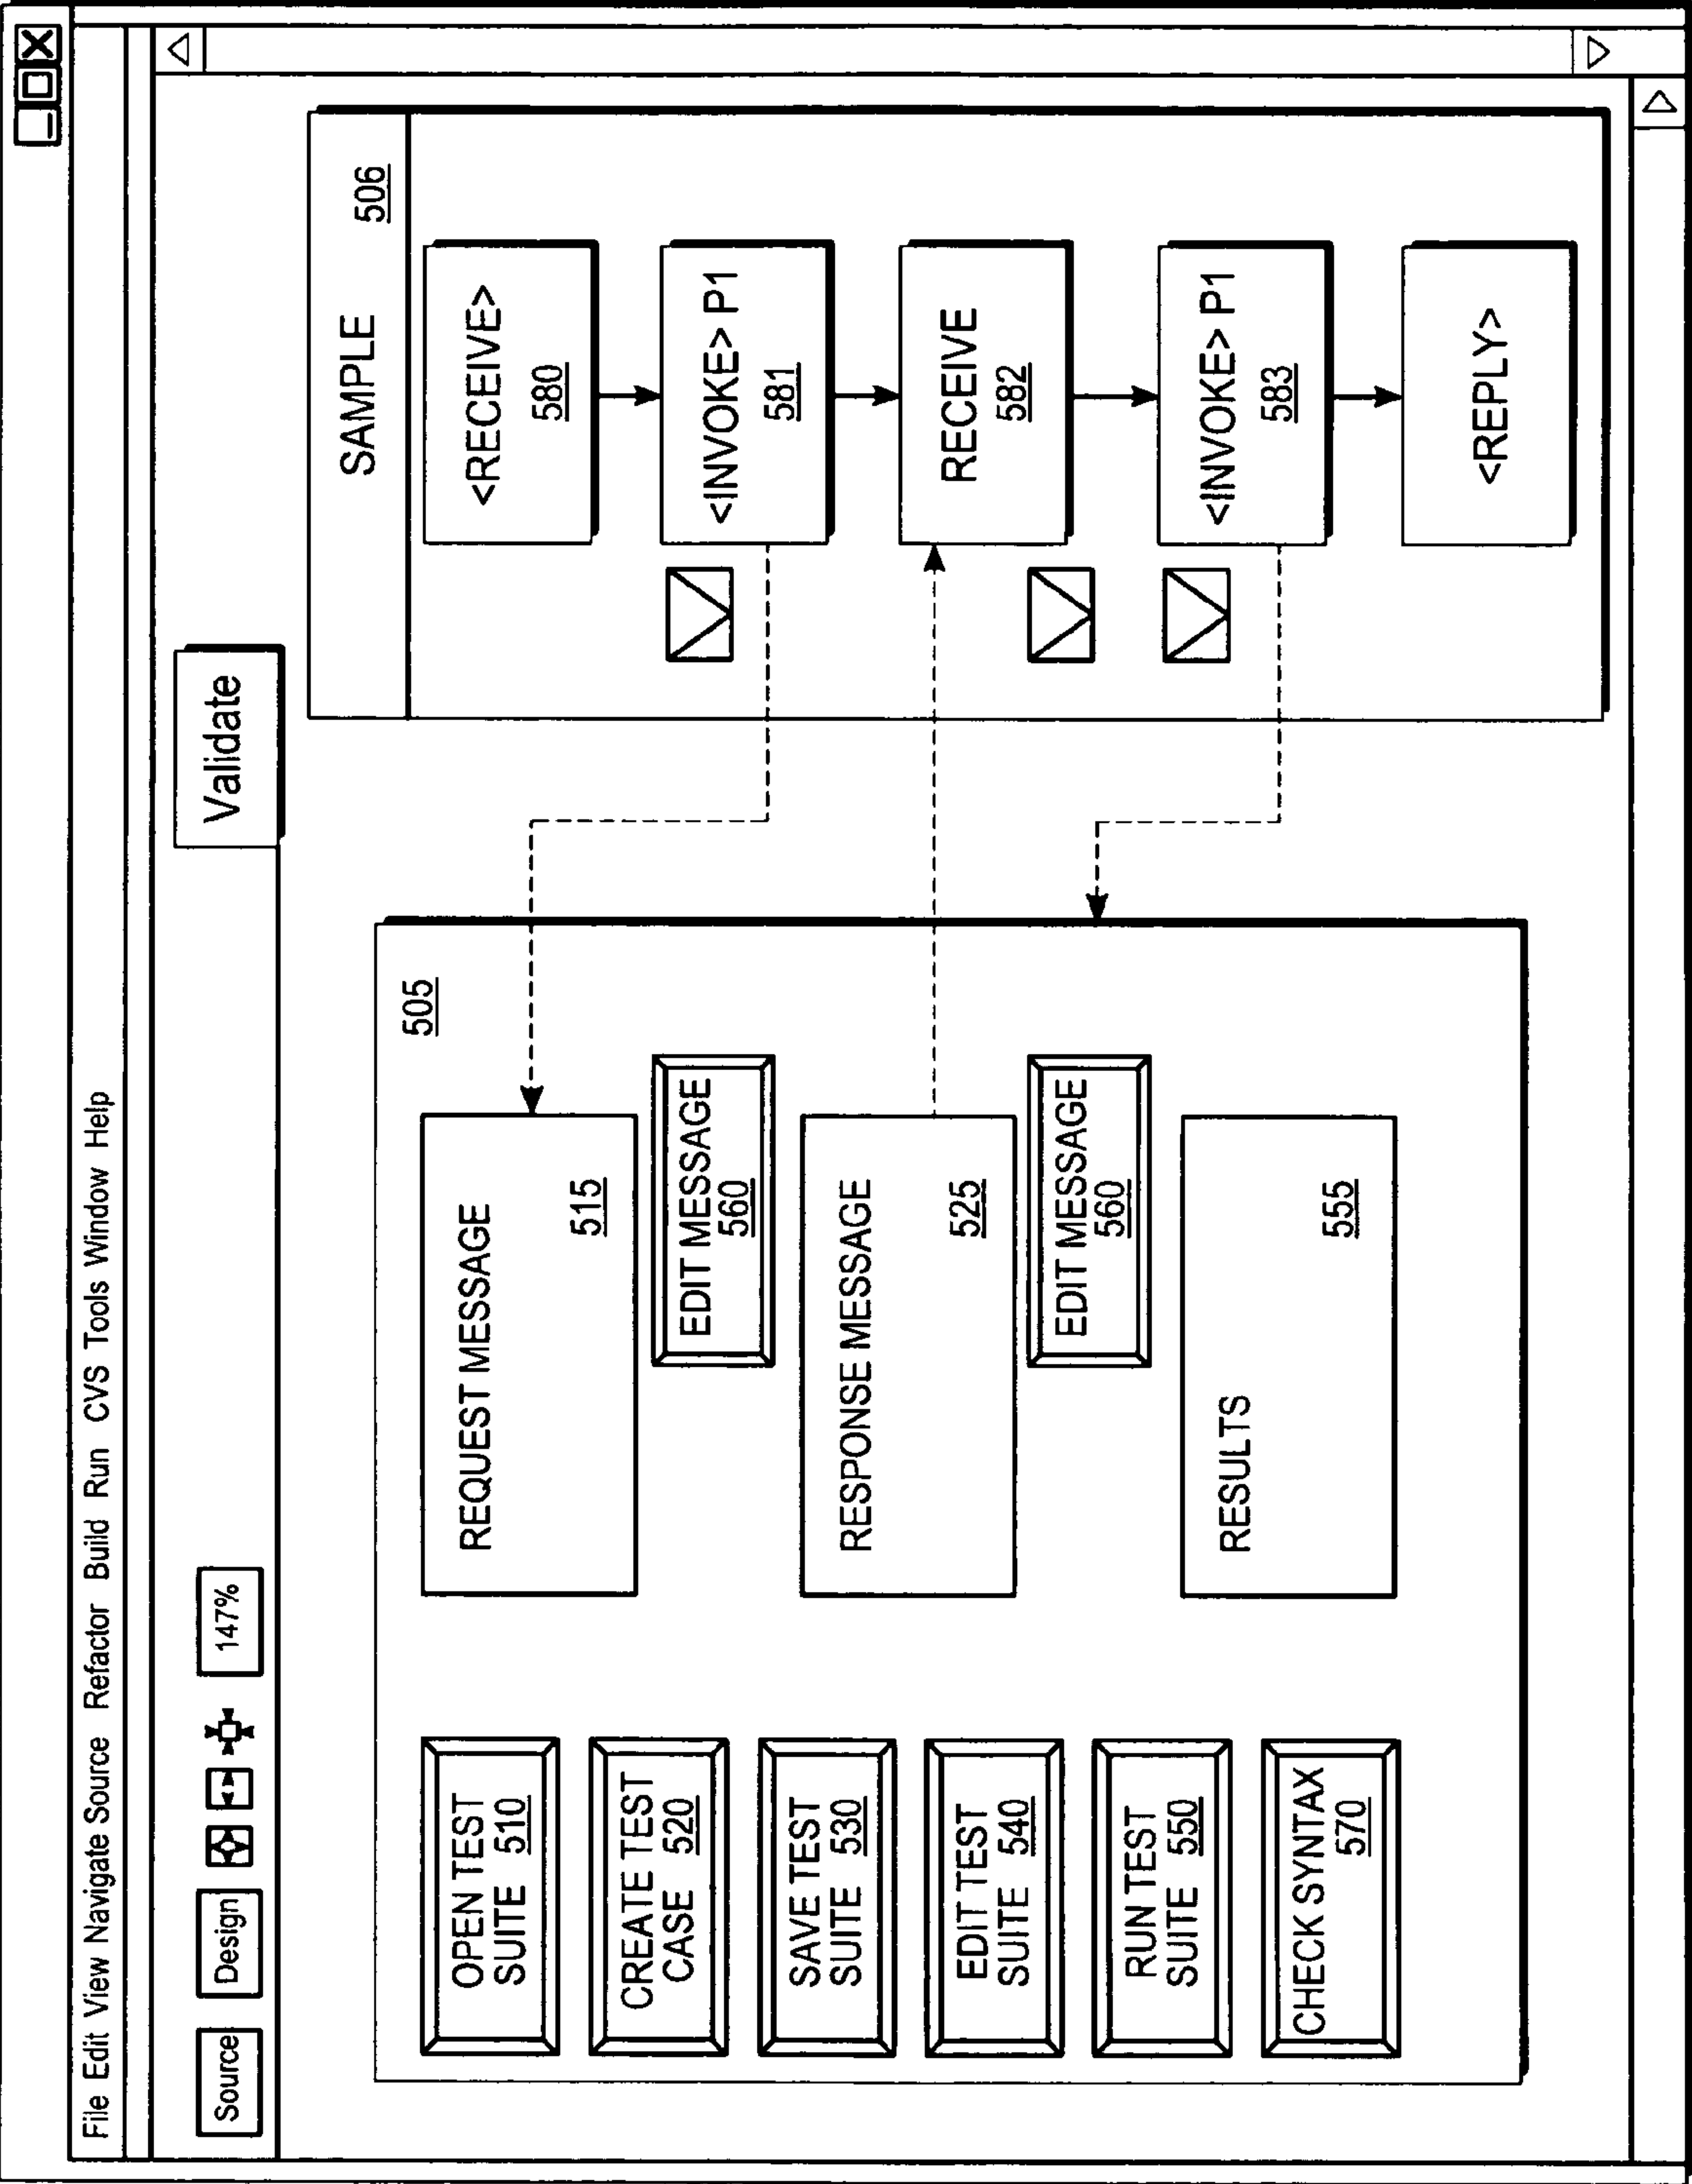 File Edit View Navigate Source Refactor Build Run CVS Tools Window Help
Source
Design
147%
Validate
505
OPEN TEST
SUITE 510
CREATE TEST
CASE 520
SAVE TEST
SUITE 530
EDIT TEST
SUITE 540
RUN TEST
SUITE 550
CHECK SYNTAX
570
REQUEST MESSAGE
515
EDIT MESSAGE
560
RESPONSE MESSAGE
525
EDIT MESSAGE
560
RESULTS
555
SAMPLE
506
<RECEIVE>
580
<INVOKE> P1
581
RECEIVE
582
<INVOKE> P1
583
<REPLY>